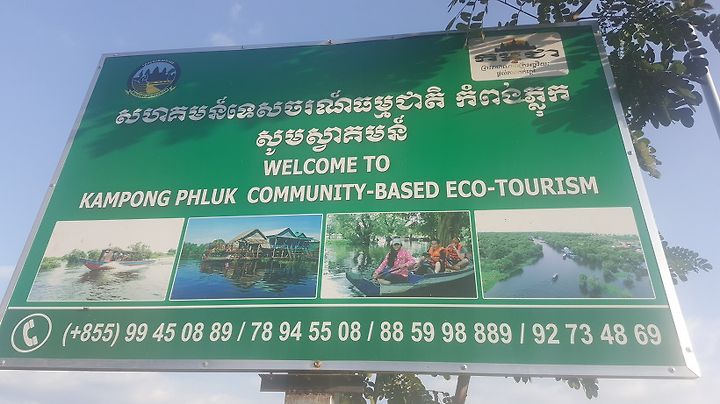 សហគមន៍ទេសចរណ៍ធម្មជាតិ កំពង់ភ្លុក
សូមស្វាគមន៍
WELCOME TO
KAMPONG PHLUK COMMUNITY-BASED ECO-TOURISM
(+855) 99 45 08 89 / 78 94 55 08 / 88 59 98 889 / 92 73 48 69